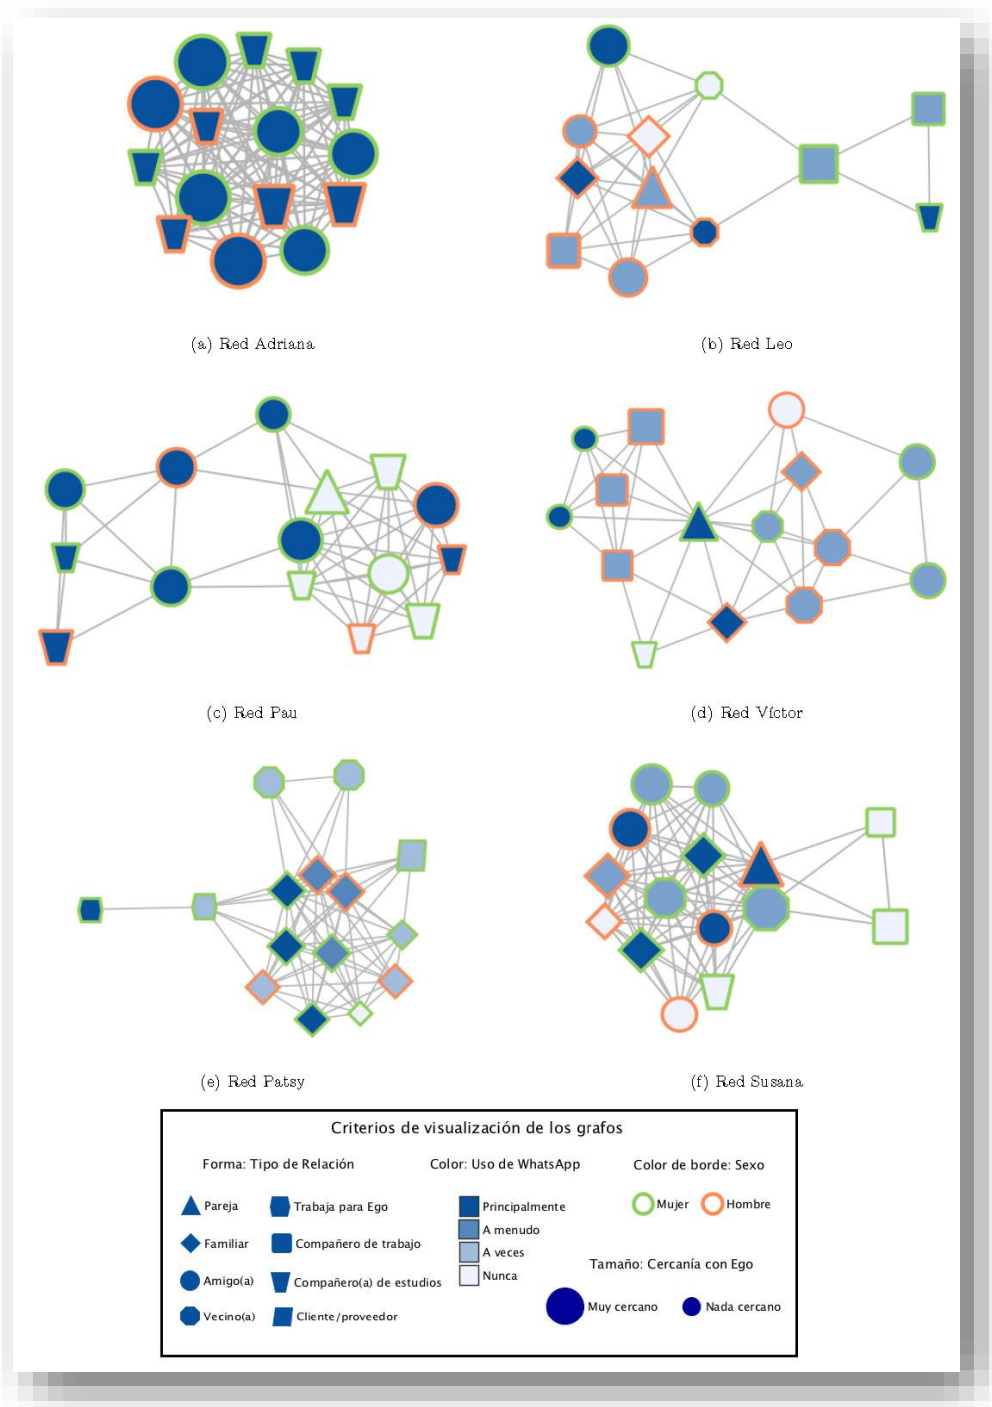 (a) Red Adriana
(b) Red Leo
(c) Red Pau
(d) Red Víctor
(e) Red Patsy
(f) Red Susana
Criterios de visualización de los grafos
Forma: Tipo de Relación
Pareja
Trabaja para Ego
Familiar
Compañero de trabajo
Amigo(a)
Compañero(a) de estudios
Vecino(a)
Cliente/proveedor
Color: Uso de WhatsApp
Principalmente
A menudo
A veces
Nunca
Color de borde: Sexo
Mujer
Hombre
Tamaño: Cercanía con Ego
Muy cercano
Nada cercano